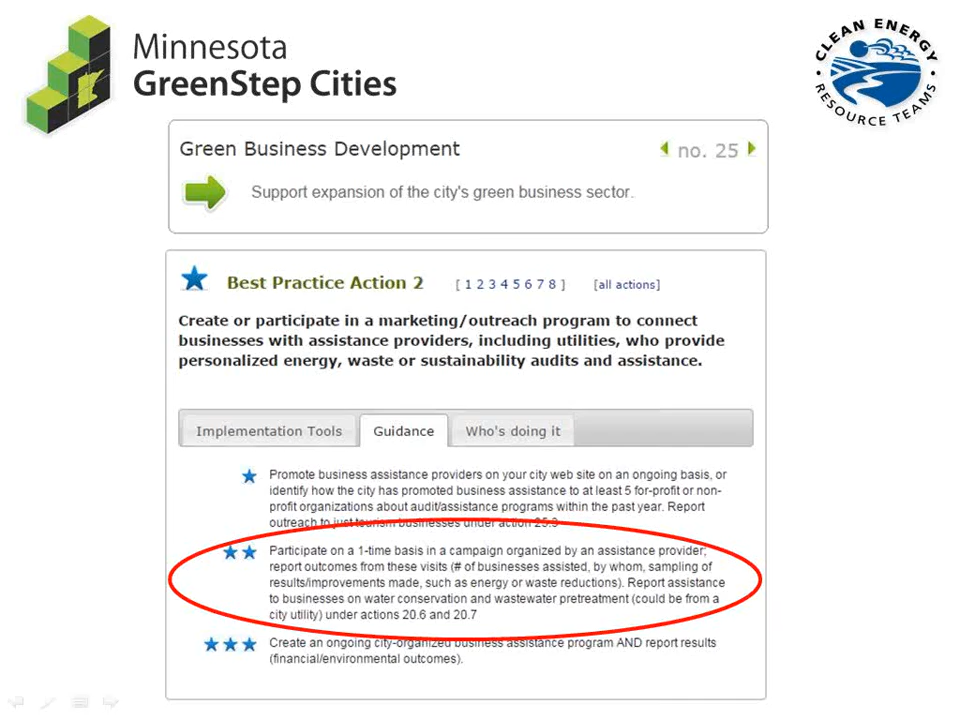 Minnesota
GreenStep Cities
CLEAN ENERGY
RESOURCE TEAMS
Green Business Development
no. 25
Support expansion of the city's green business sector.
Best Practice Action 2 [ 1 2 3 4 5 6 7 8 ] [all actions]
Create or participate in a marketing/outreach program to connect
businesses with assistance providers, including utilities, who provide
personalized energy, waste or sustainability audits and assistance.
Implementation Tools Guidance Who's doing it
Promote business assistance providers on your city web site on an ongoing basis, or
identify how the city has promoted business assistance to at least 5 for-profit or non-
profit organizations about audit/assistance programs within the past year. Report
outreach to just tourism businesses under action 25.3
Participate on a 1-time basis in a campaign organized by an assistance provider;
report outcomes from these visits (# of businesses assisted, by whom, sampling of
results/improvements made, such as energy or waste reductions). Report assistance
to businesses on water conservation and wastewater pretreatment (could be from a
city utility) under actions 20.6 and 20.7
Create an ongoing city-organized business assistance program AND report results
(financial/environmental outcomes).